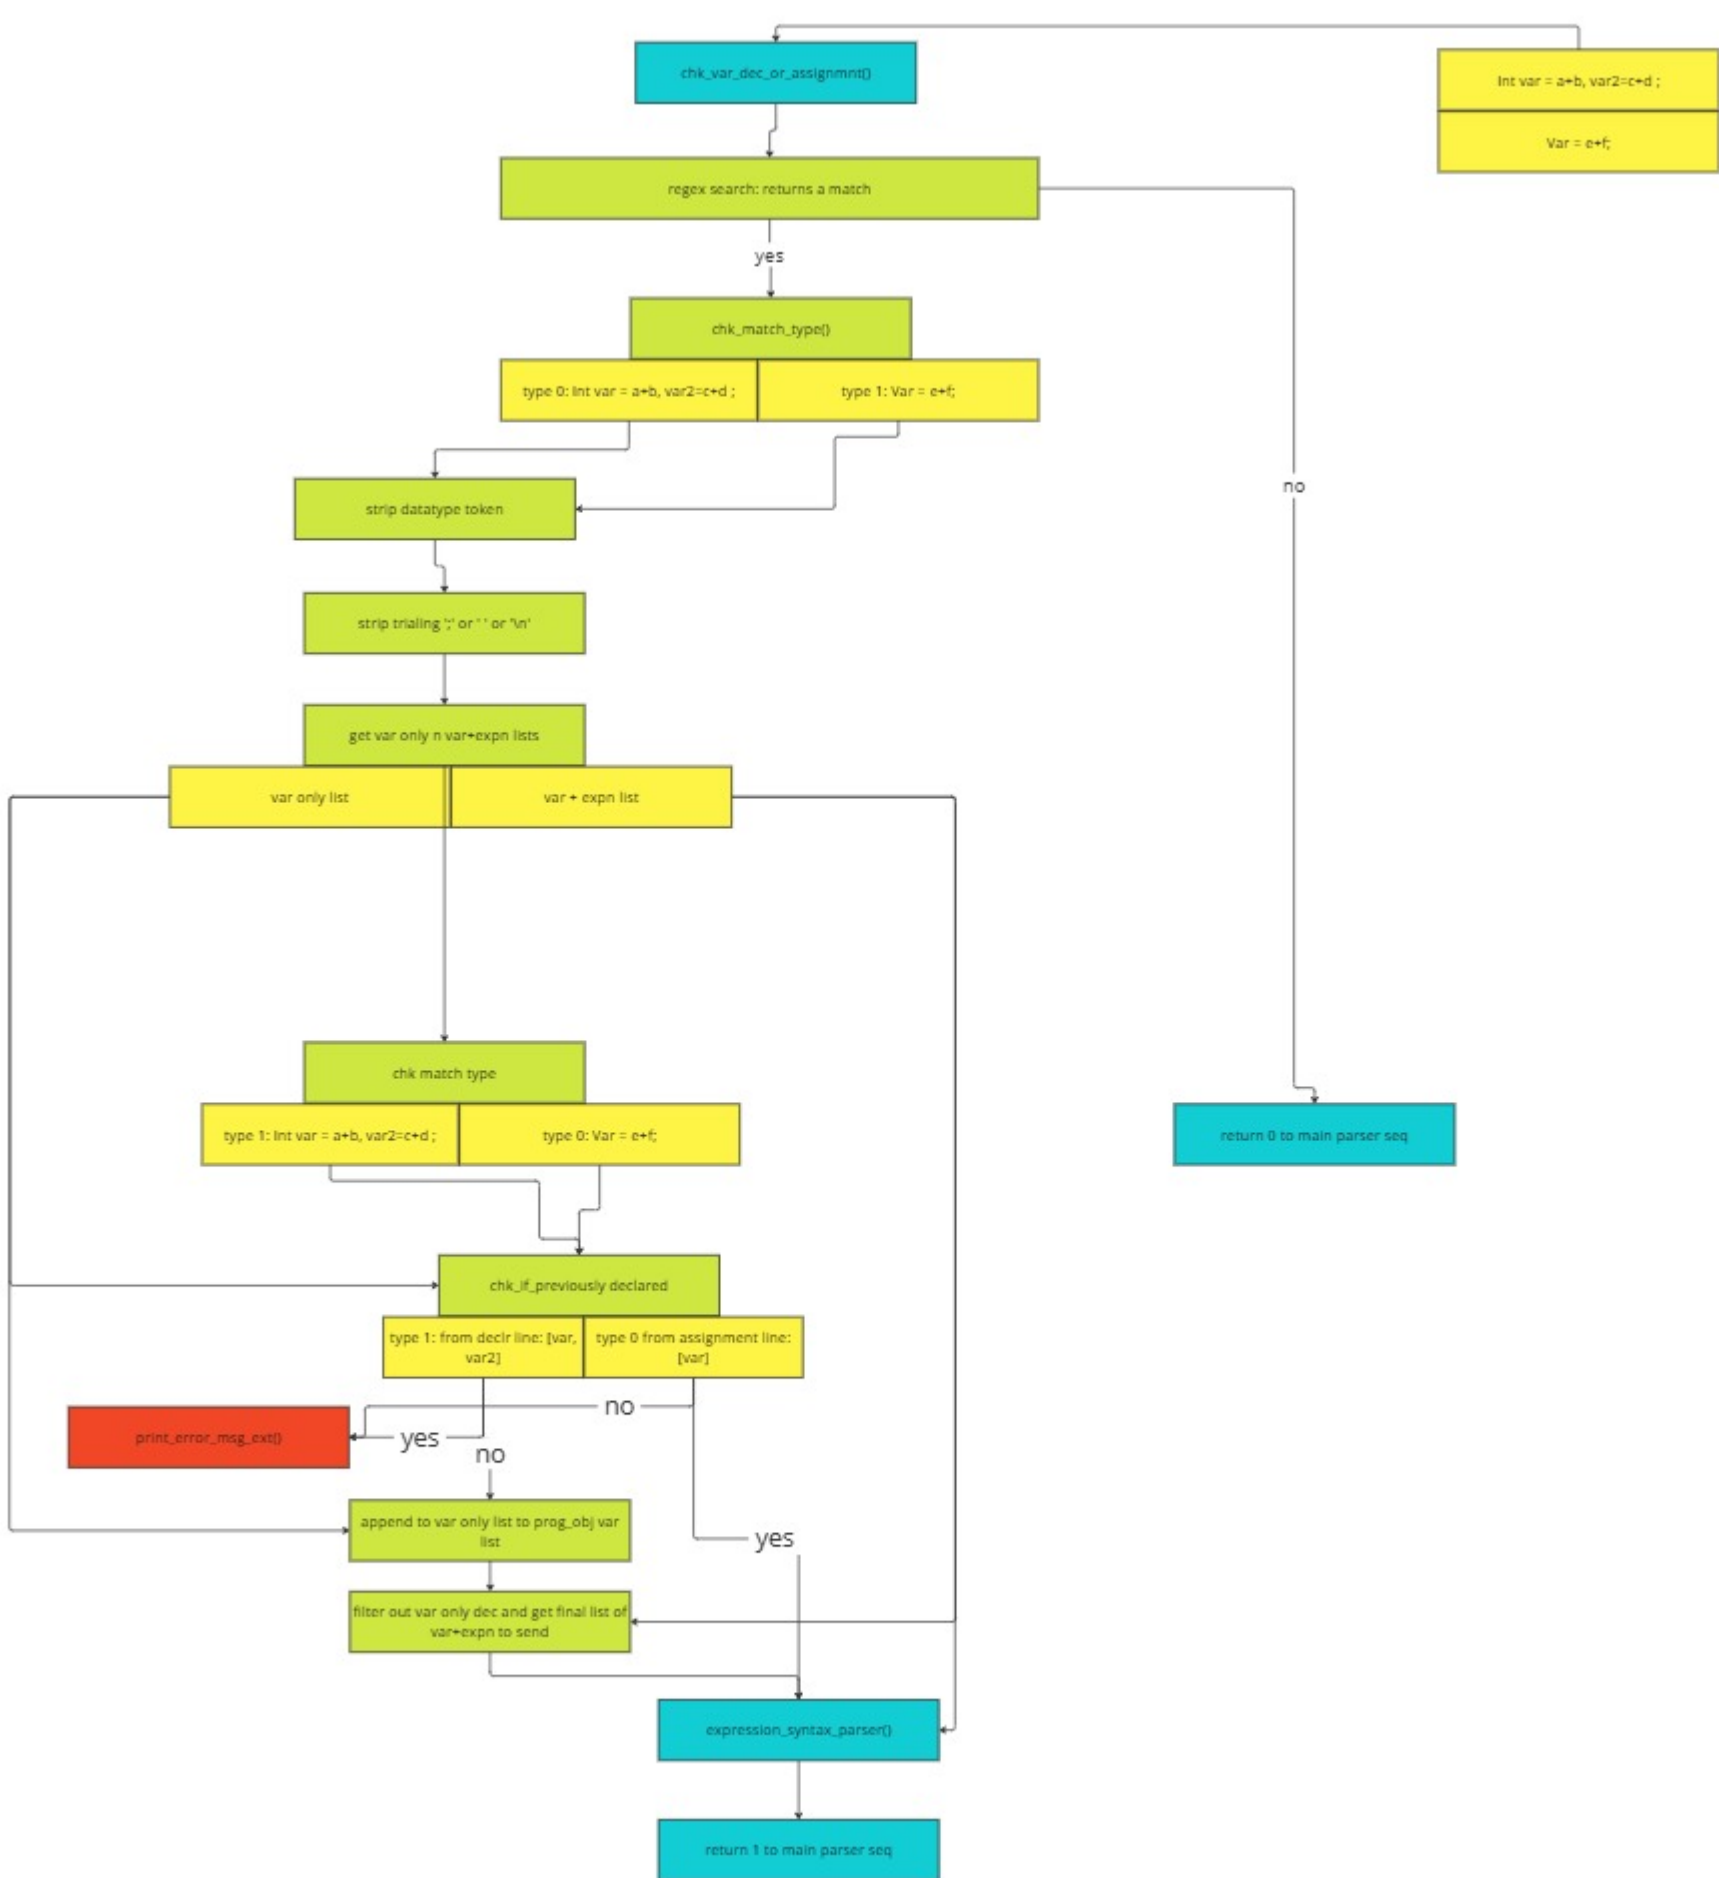 chk_var_dec_or_assignmnt()
Int var = a+b, var2=c+d ;
Var = e+f;
regex search: returns a match
yes
chk_match_type()
type 0: Int var = a+b, var2=c+d ;
type 1: Var = e+f;
no
strip datatype token
strip trialing ';' or ' ' or '\n'
get var only n var+expn lists
var only list
var + expn list
chk match type
type 1: Int var = a+b, var2=c+d ;
type 0: Var = e+f;
return 0 to main parser seq
chk_if_previously declared
type 1: from declr line: [var,
var2]
type 0 from assignment line:
[var]
no
print_error_msg_ext()
yes
no
append to var only list to prog_obj var
list
yes
filter out var only dec and get final list of
var+expn to send
expression_syntax_parser()
return 1 to main parser seq